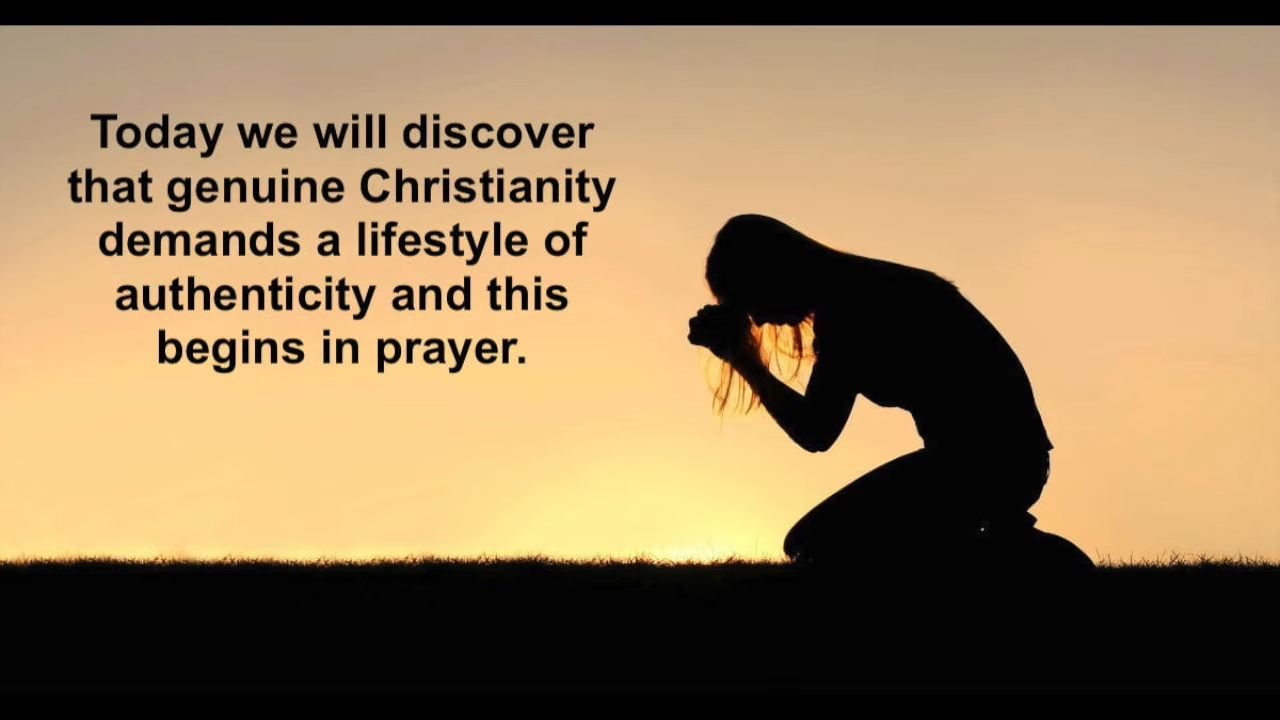 Today we will discover
that genuine Christianity
demands a lifestyle of
authenticity and this
begins in prayer.